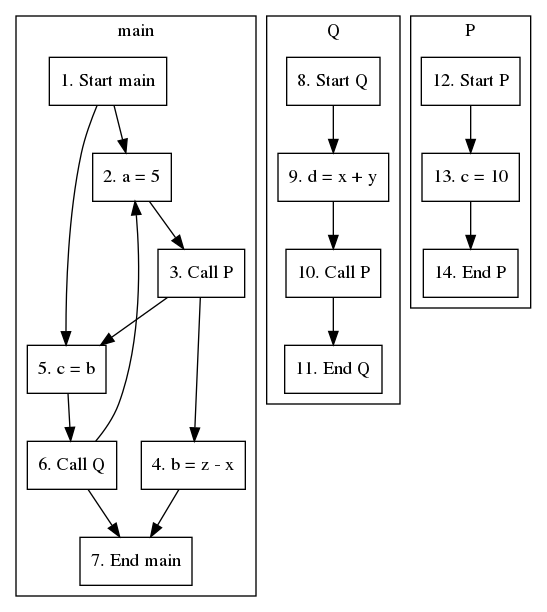 main
1. Start main
2. a = 5
3. Call P
5. c = b
6. Call Q
4. b = z - x
7. End main
Q
8. Start Q
9. d = x + y
10. Call P
11. End Q
P
12. Start P
13. c = 10
14. End P